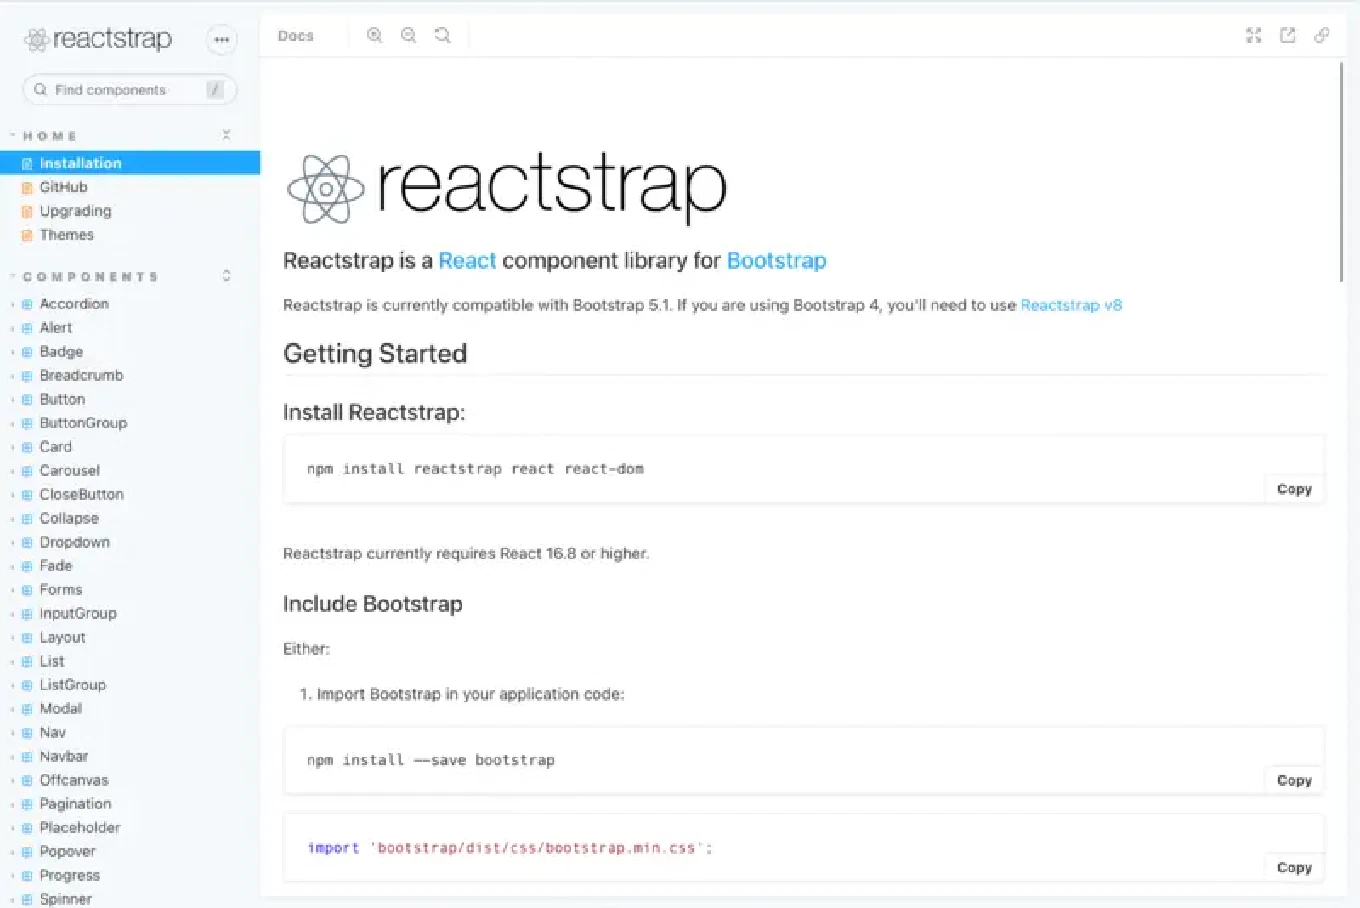 reactstrap
Docs
Find components
/
HOME
Installation
GitHub
Upgrading
Themes
COMPONENTS
Accordion
Alert
Badge
Breadcrumb
Button
ButtonGroup
Card
Carousel
CloseButton
Collapse
Dropdown
Fade
Forms
InputGroup
Layout
List
ListGroup
Modal
Nav
Navbar
Offcanvas
Pagination
Placeholder
Popover
Progress
Spinner
reactstrap
Reactstrap is a React component library for Bootstrap
Reactstrap is currently compatible with Bootstrap 5.1. If you are using Bootstrap 4, you'll need to use Reactstrap v8
Getting Started
Install Reactstrap:
npm install reactstrap react react-dom
Copy
Reactstrap currently requires React 16.8 or higher.
Include Bootstrap
Either:
1. Import Bootstrap in your application code:
npm install --save bootstrap
Copy
import 'bootstrap/dist/css/bootstrap.min.css';
Copy